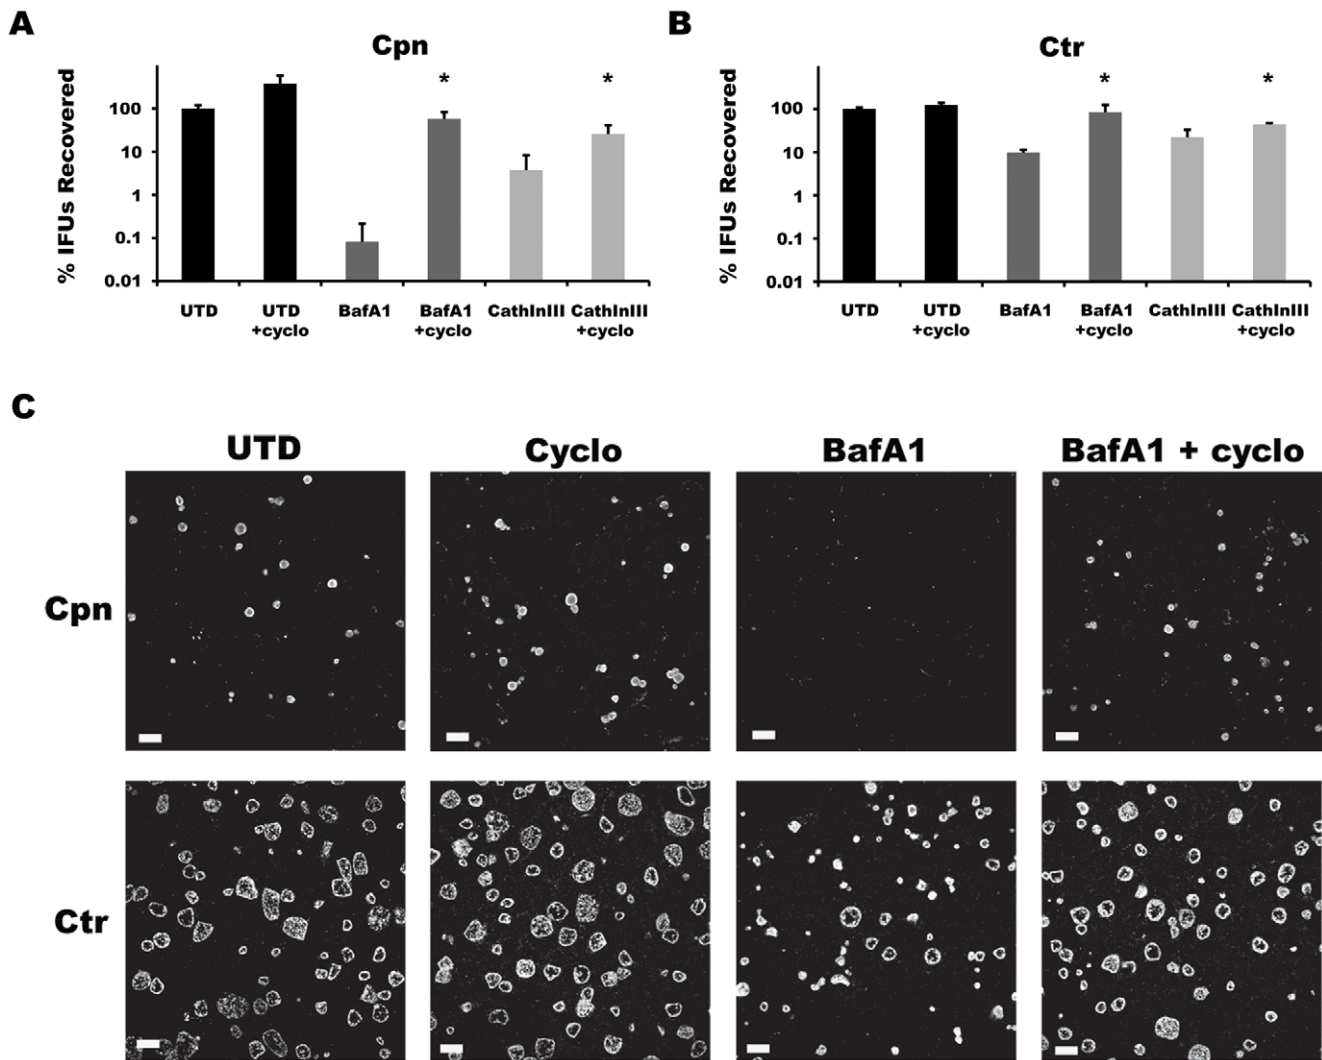 A
B
Cpn
Ctr
% IFUs Recovered
100
10
1
0.1
0.01
* *
UTD UTD +cyclo BafA1 BafA1 +cyclo CathInIII CathInIII +cyclo
% IFUs Recovered
100
10
1
0.1
0.01
* *
UTD UTD +cyclo BafA1 BafA1 +cyclo CathInIII CathInIII +cyclo
C
UTD Cyclo BafA1 BafA1 + cyclo
Cpn
Ctr